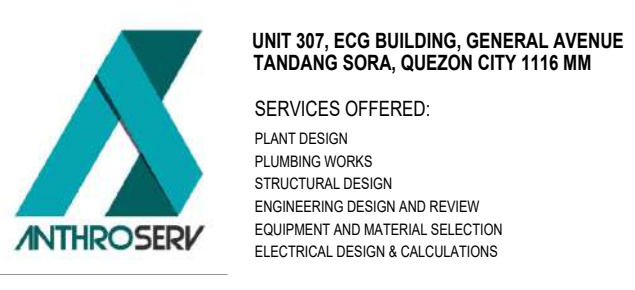 UNIT 307, ECG BUILDING, GENERAL AVENUE
TANDANG SORA, QUEZON CITY 1116 MM
SERVICES OFFERED:
PLANT DESIGN
PLUMBING WORKS
STRUCTURAL DESIGN
ENGINEERING DESIGN AND REVIEW
EQUIPMENT AND MATERIAL SELECTION
ELECTRICAL DESIGN & CALCULATIONS
ANTHROSERV